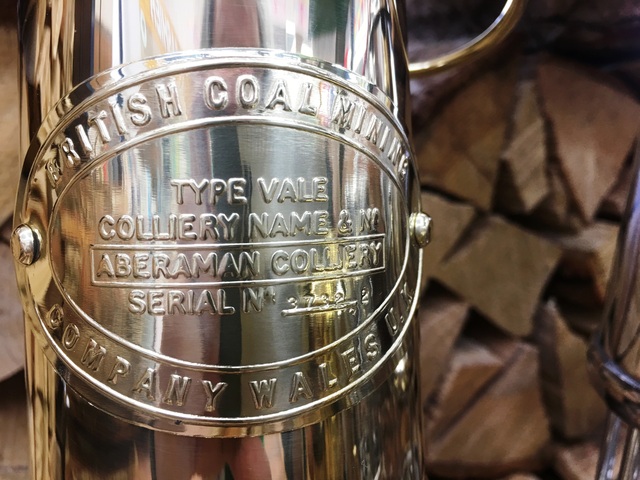 BRITISH COAL MINING
TYPE VALE
COLLIERY NAME & Nº
ABERAMAN COLLIERY
SERIAL Nº
COMPANY WALES U.K